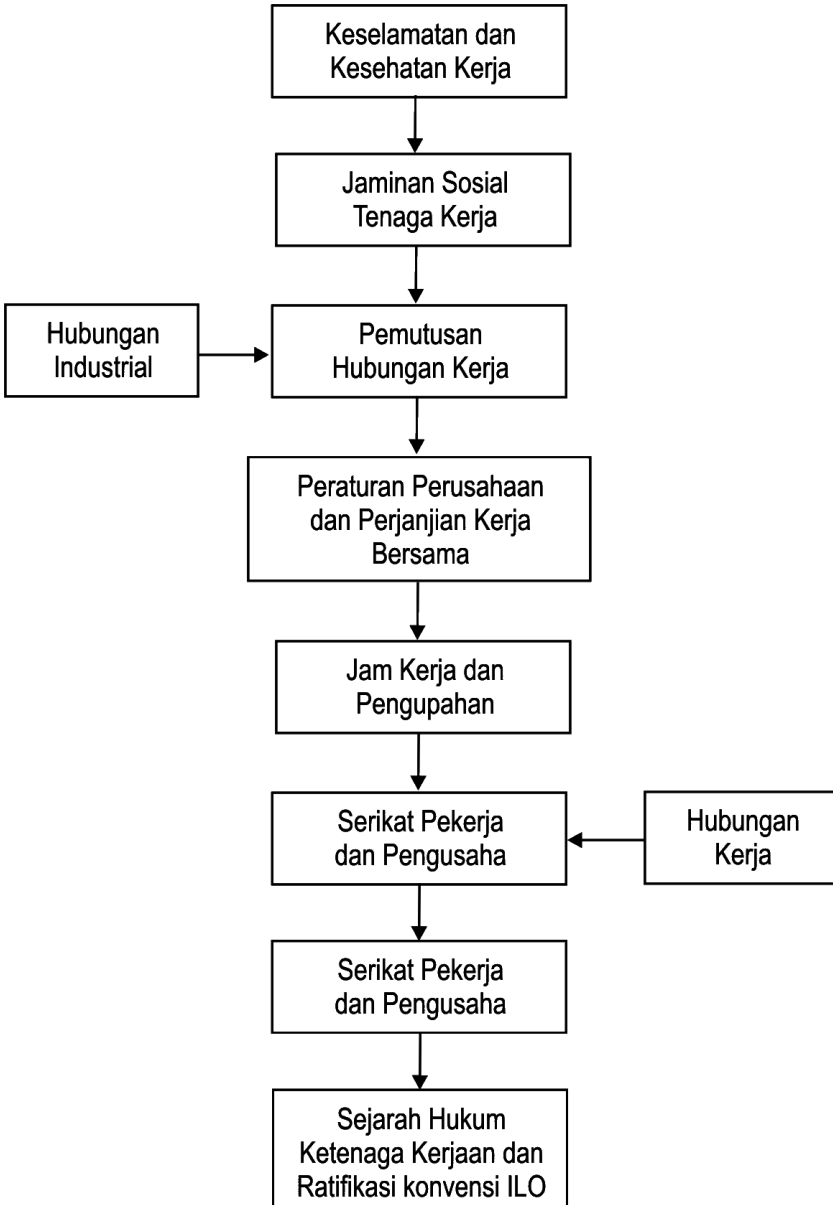 Keselamatan dan
Kesehatan Kerja
Jaminan Sosial
Tenaga Kerja
Hubungan
Industrial
Pemutusan
Hubungan Kerja
Peraturan Perusahaan
dan Perjanjian Kerja
Bersama
Jam Kerja dan
Pengupahan
Serikat Pekerja
dan Pengusaha
Hubungan
Kerja
Serikat Pekerja
dan Pengusaha
Sejarah Hukum
Ketenaga Kerjaan dan
Ratifikasi konvensi ILO